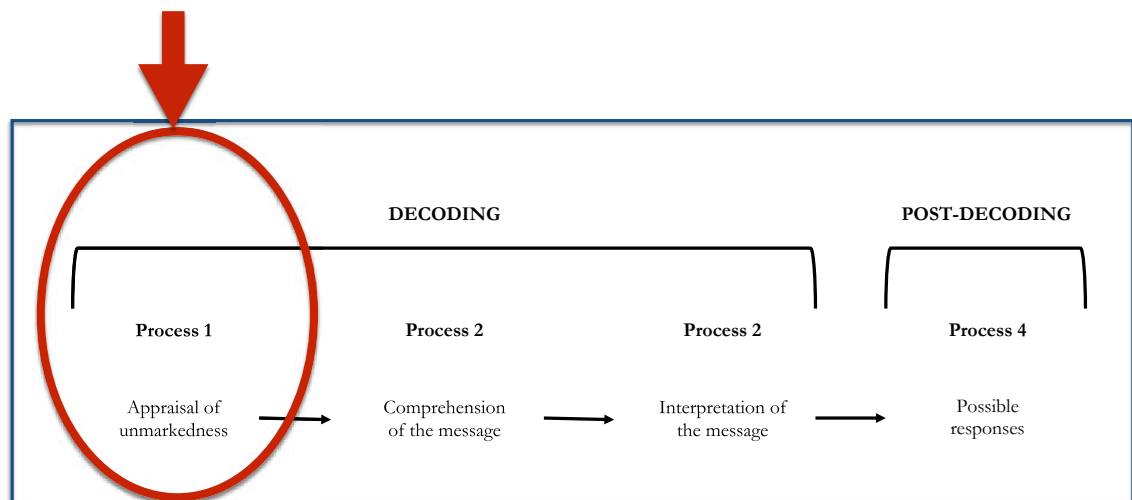 DECODING
POST-DECODING
Process 1
Process 2
Process 2
Process 4
Appraisal of
unmarkedness
Comprehension
of the message
Interpretation of
the message
Possible
responses